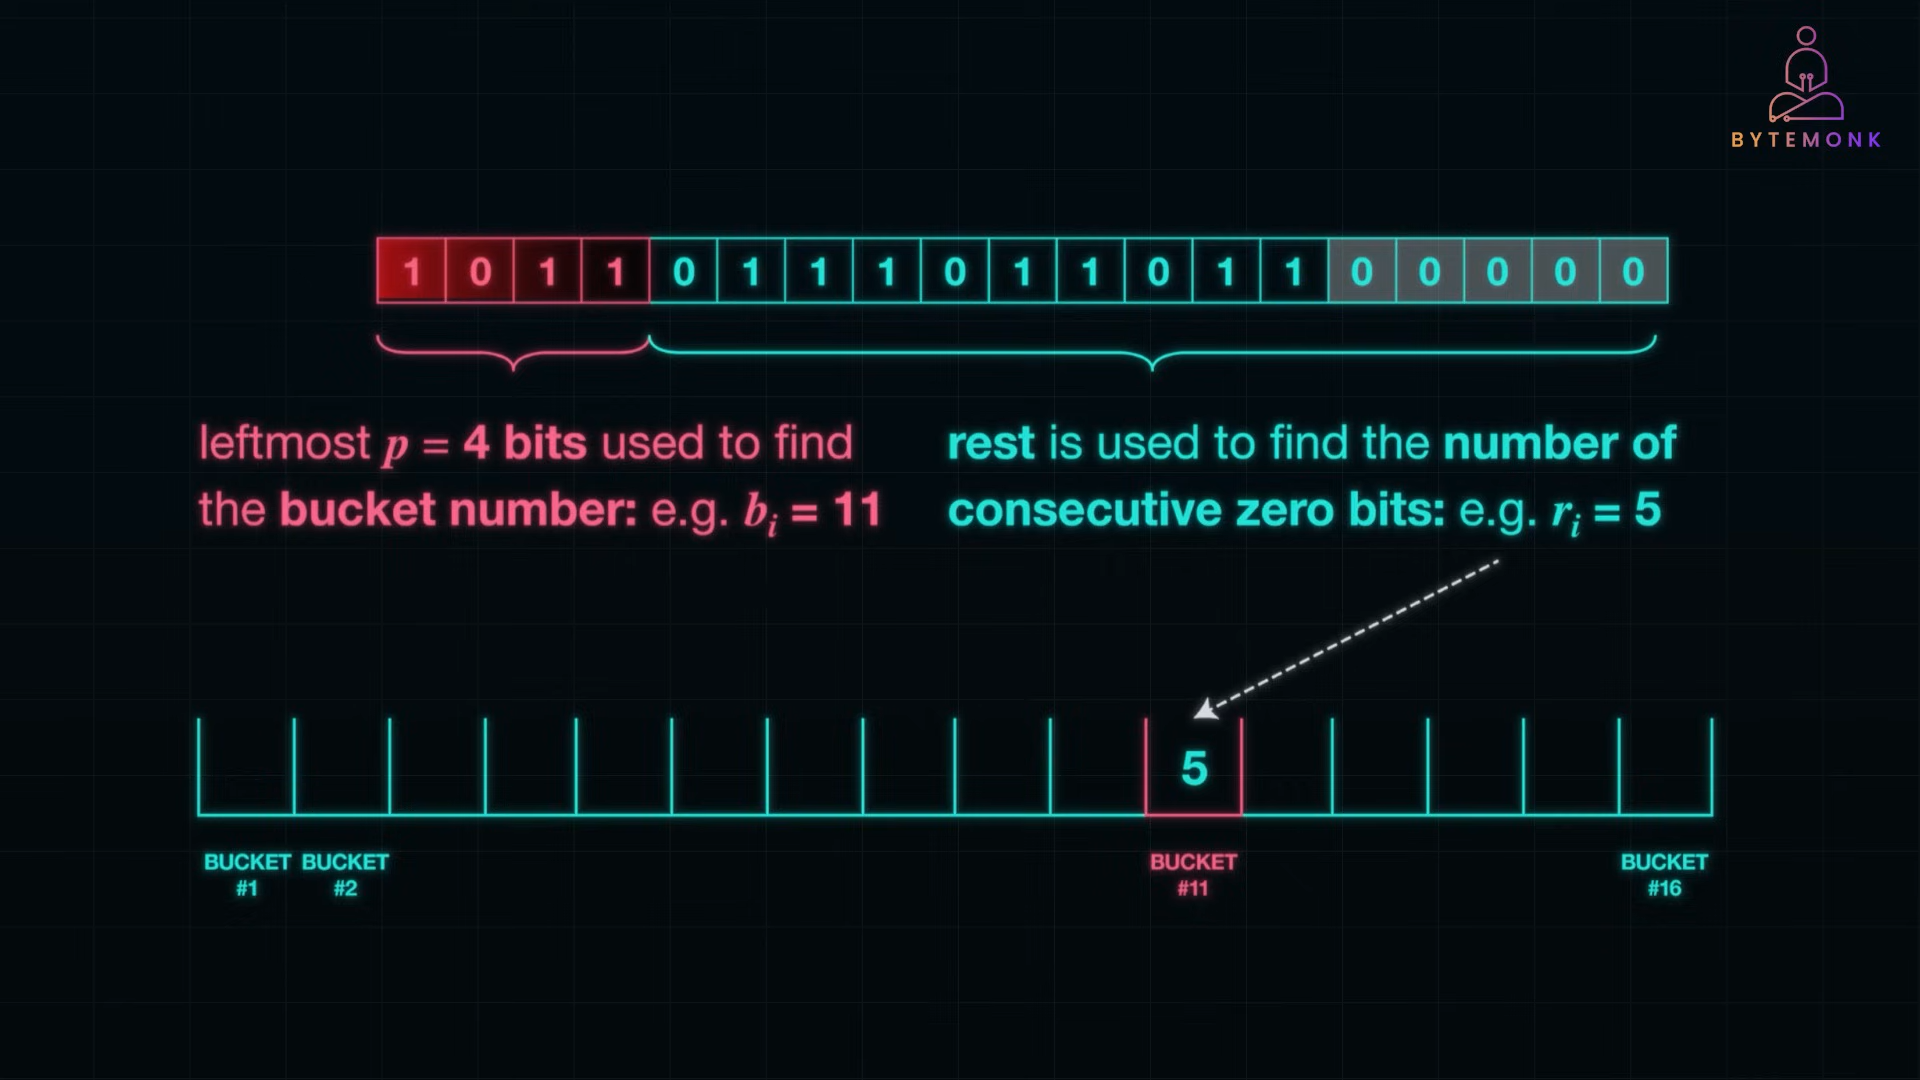 BYTEMONK
1 0 1 1 0 1 1 1 0 1 1 0 1 1 0 0 0 0 0
leftmost p = 4 bits used to find
the bucket number: e.g. bᵢ = 11
rest is used to find the number of
consecutive zero bits: e.g. rᵢ = 5
5
BUCKET
#1
BUCKET
#2
BUCKET
#11
BUCKET
#16